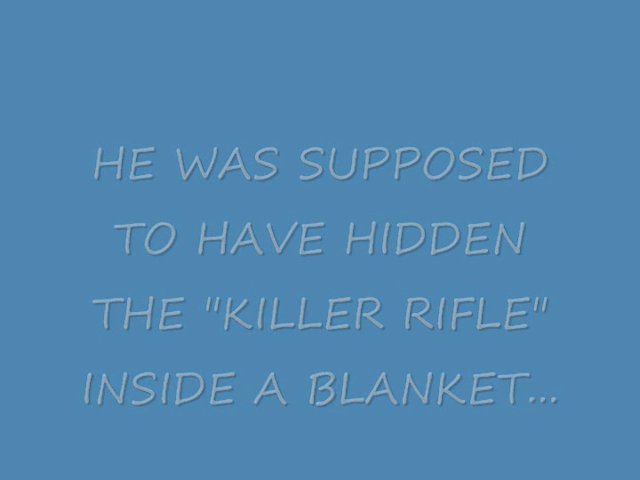 HE WAS SUPPOSED
TO HAVE HIDDEN
THE "KILLER RIFLE"
INSIDE A BLANKET...